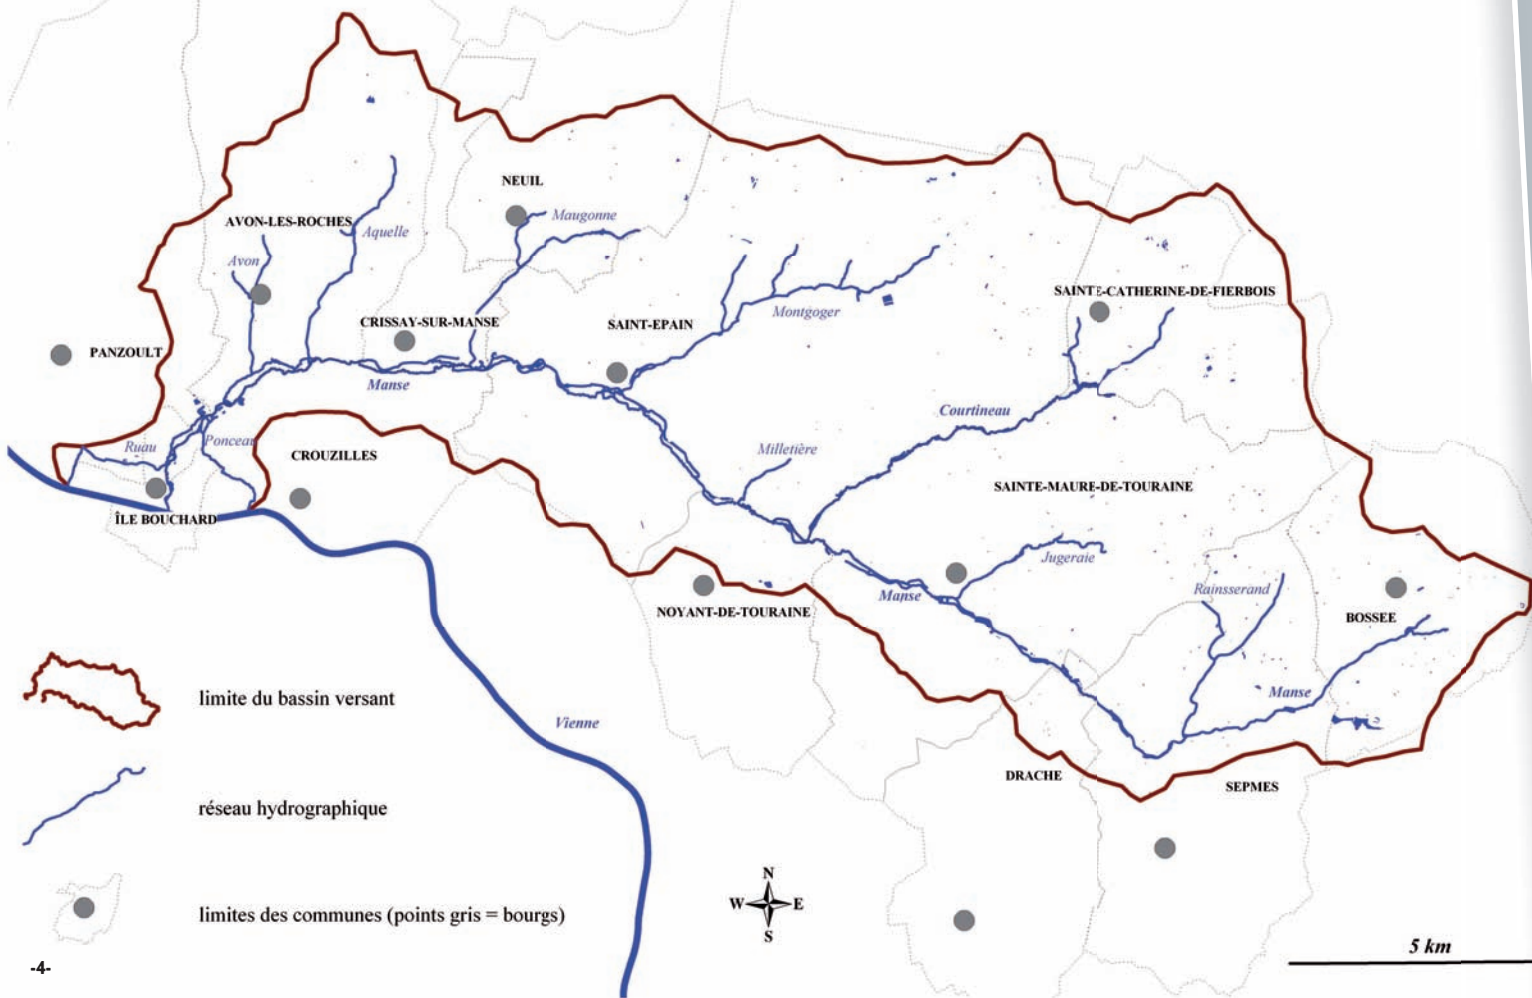 NEUIL
Maugonne
AVON-LES-ROCHES
Aquelle
Avon
SAINTE-CATHERINE-DE-FIERBOIS
Montgoger
CRISSAY-SUR-MANSE
SAINT-EPAIN
PANZOULT
Manse
Courtineau
Ruau
Ponceau
Milletière
CROUZILLES
SAINTE-MAURE-DE-TOURAINE
ÎLE BOUCHARD
Jugeraie
Rainsserand
Manse
NOYANT-DE-TOURAINE
BOSSEE
Manse
limite du bassin versant
Vienne
DRACHE
SEPMES
réseau hydrographique
N
W E
S
limites des communes (points gris = bourgs)
5 km
-4-